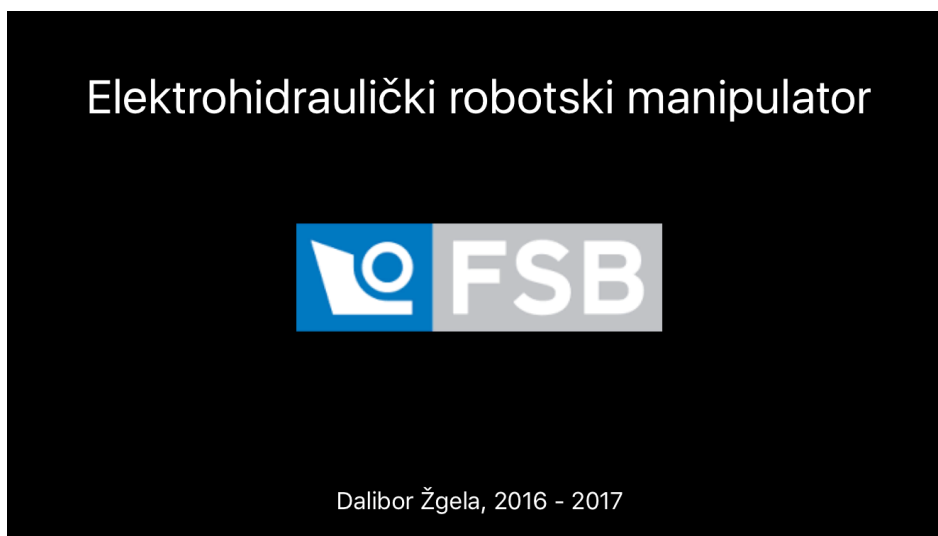 Elektrohidraulički robotski manipulator
FSB
Dalibor Žgela, 2016 - 2017